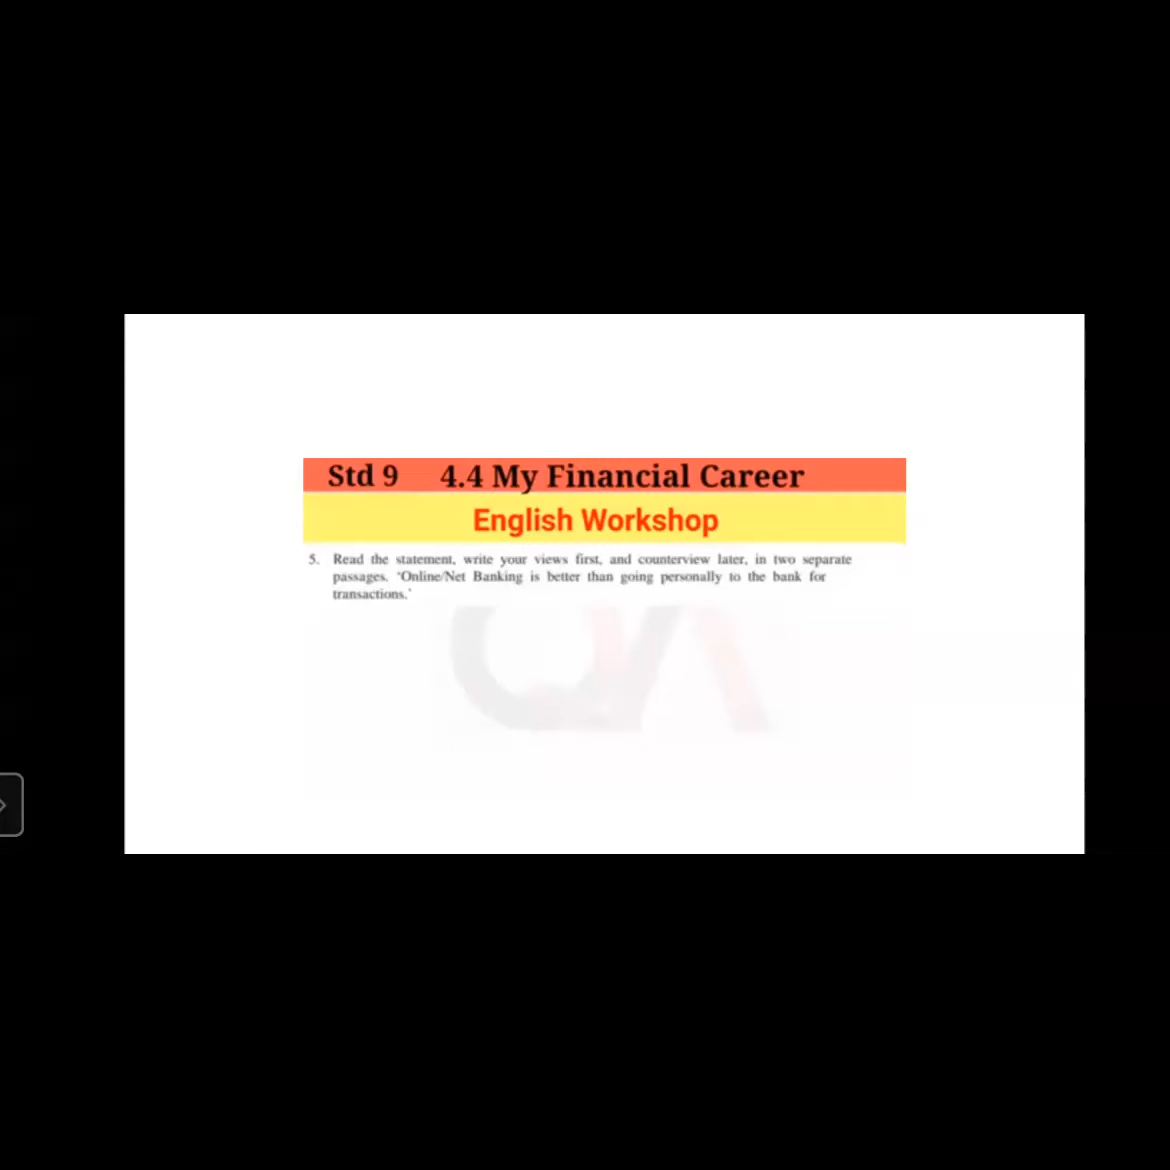 Std 9 4.4 My Financial Career
English Workshop
5. Read the statement, write your views first, and counterview later, in two separate
passages. 'Online/Net Banking is better than going personally to the bank for
transactions.'